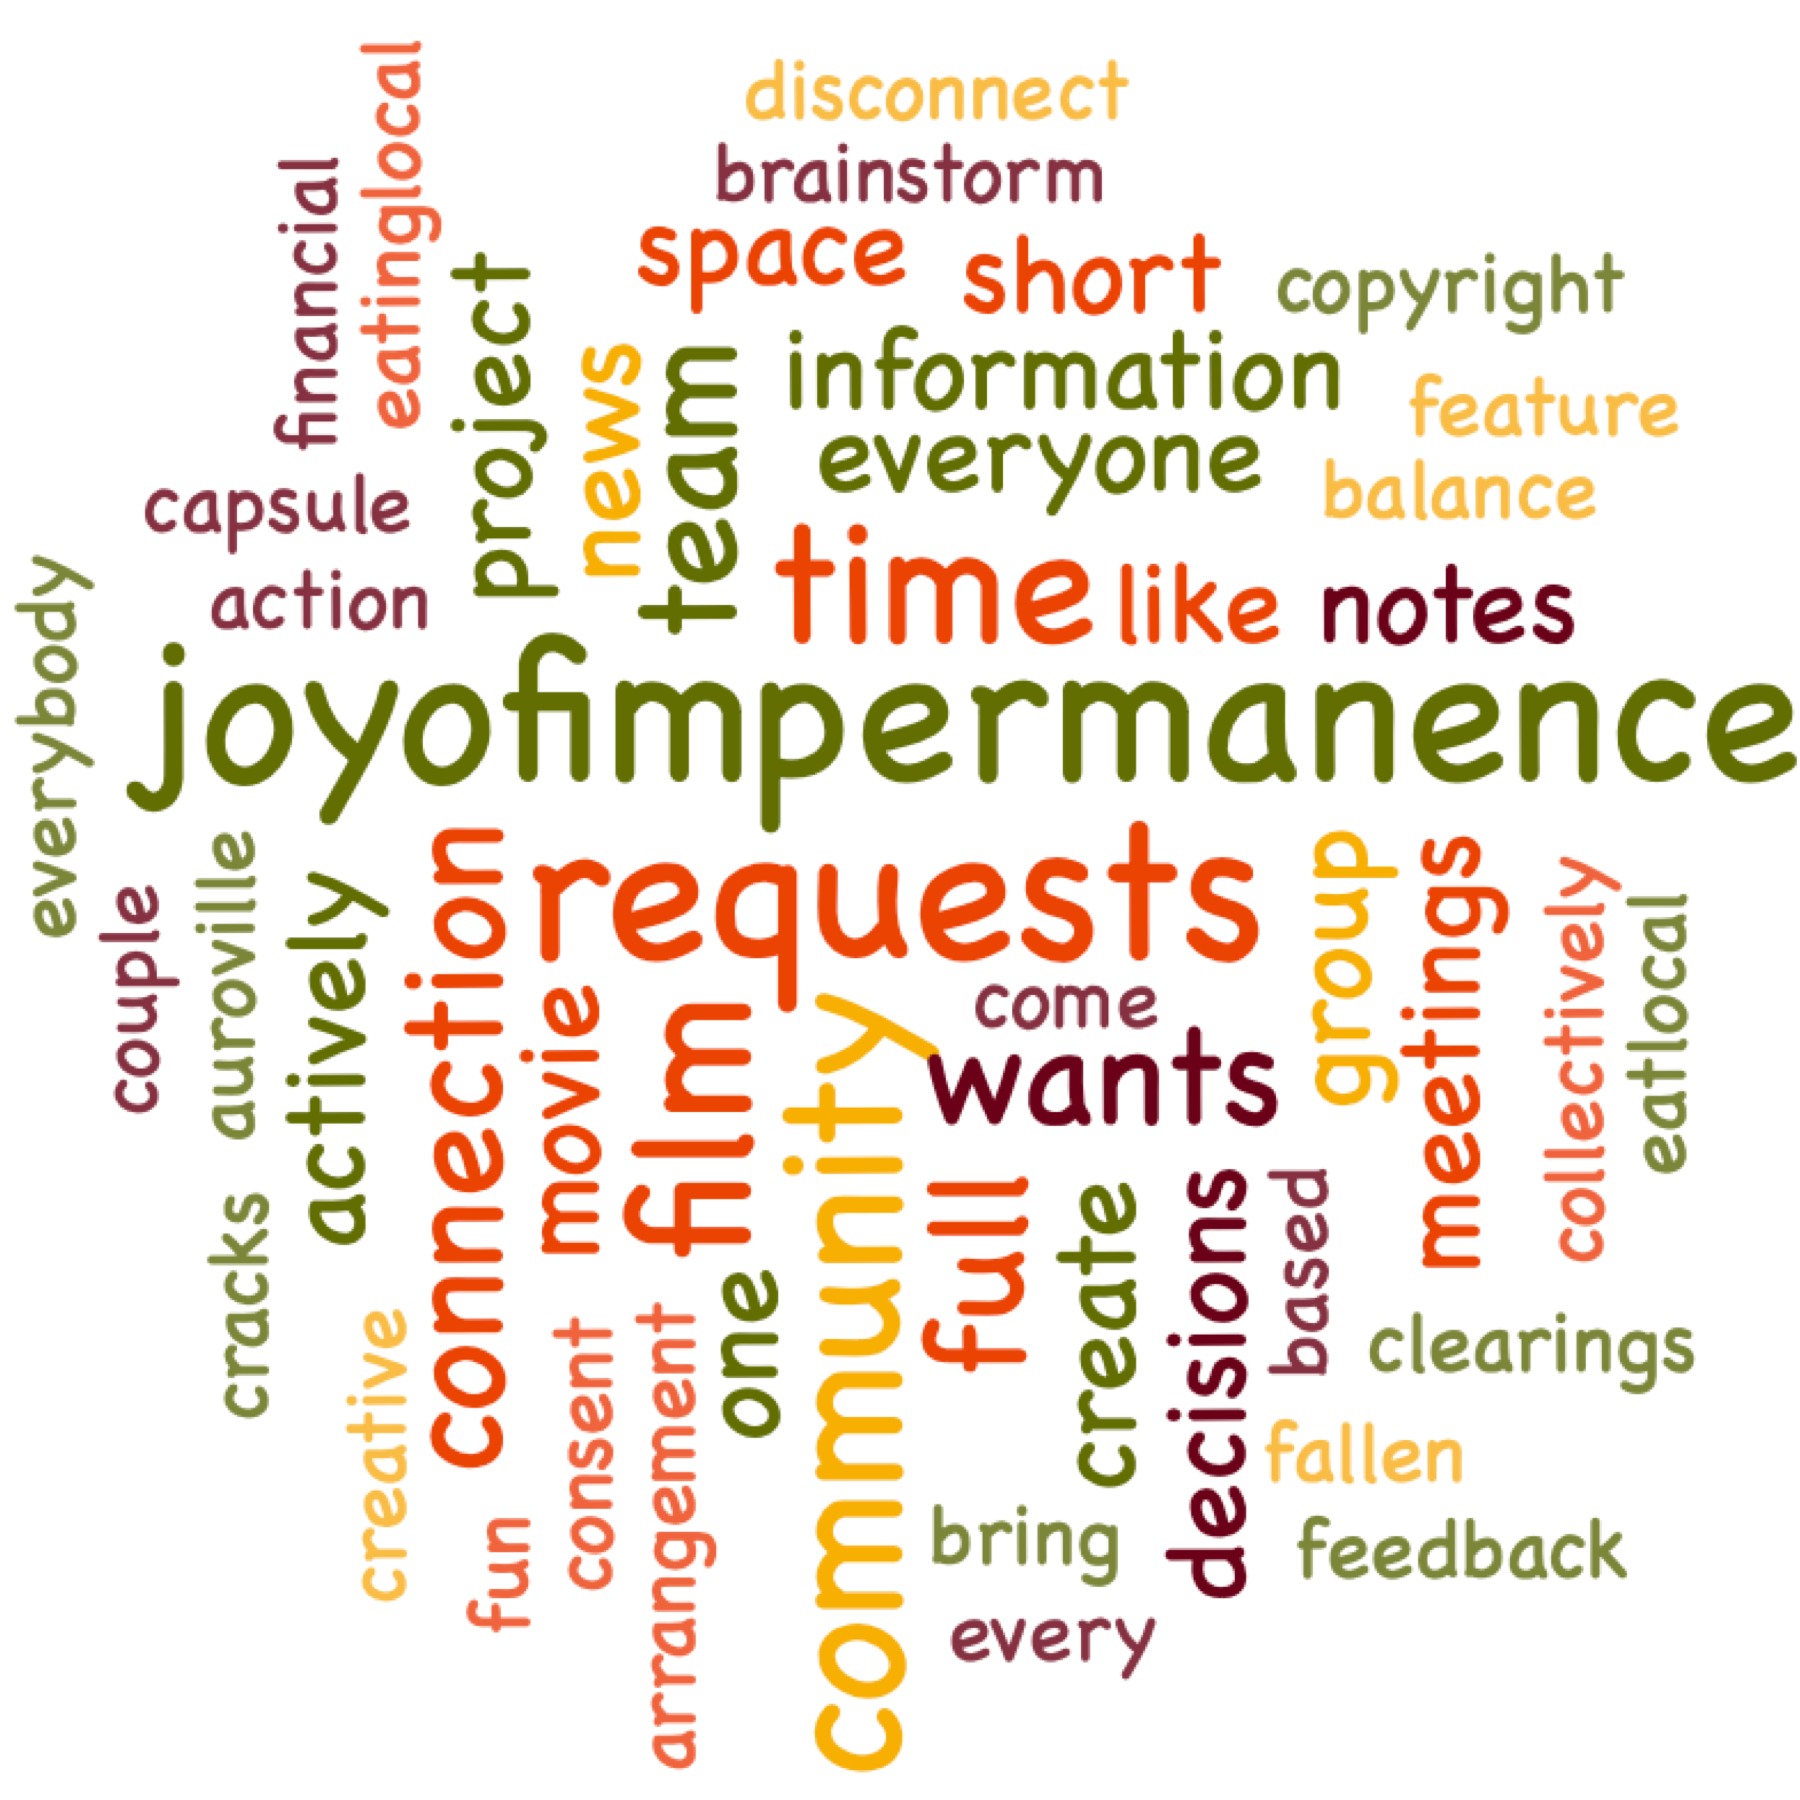 disconnect
brainstorm
space
short
copyright
financial
eatinglocal
project
news
team
information
feature
everyone
balance
capsule
action
time
like
notes
everybody
joyofimpermanence
requests
couple
auroville
actively
connection
movie
film
community
come
wants
group
meetings
collectively
eatlocal
cracks
creative
fun
consent
arrangement
one
full
create
decisions
based
clearings
fallen
bring
feedback
every